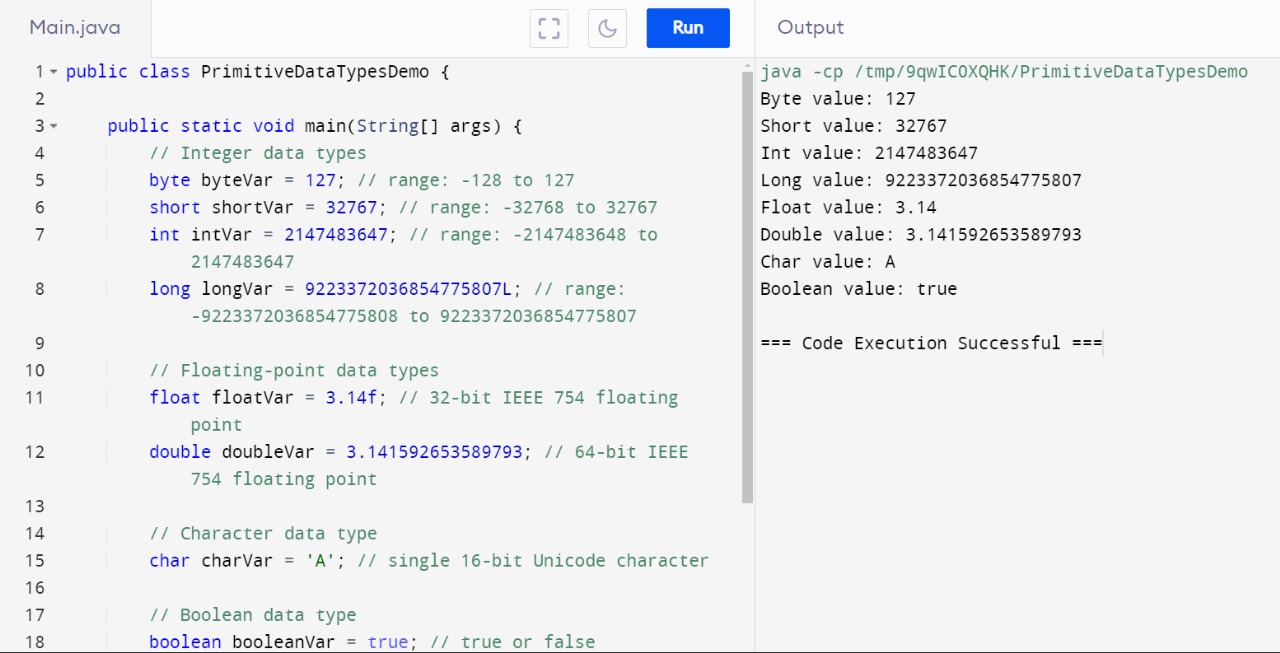 Main.java
Run
Output
1 public class PrimitiveDataTypesDemo {
2
3 public static void main(String[] args) {
4 // Integer data types
5 byte byteVar = 127; // range: -128 to 127
6 short shortVar = 32767; // range: -32768 to 32767
7 int intVar = 2147483647; // range: -2147483648 to
2147483647
8 long longVar = 9223372036854775807L; // range:
-9223372036854775808 to 9223372036854775807
9
10 // Floating-point data types
11 float floatVar = 3.14f; // 32-bit IEEE 754 floating
point
12 double doubleVar = 3.141592653589793; // 64-bit IEEE
754 floating point
13
14 // Character data type
15 char charVar = 'A'; // single 16-bit Unicode character
16
17 // Boolean data type
18 boolean booleanVar = true; // true or false
java -cp /tmp/9qwIC0XQHK/PrimitiveDataTypesDemo
Byte value: 127
Short value: 32767
Int value: 2147483647
Long value: 9223372036854775807
Float value: 3.14
Double value: 3.141592653589793
Char value: A
Boolean value: true
=== Code Execution Successful ===